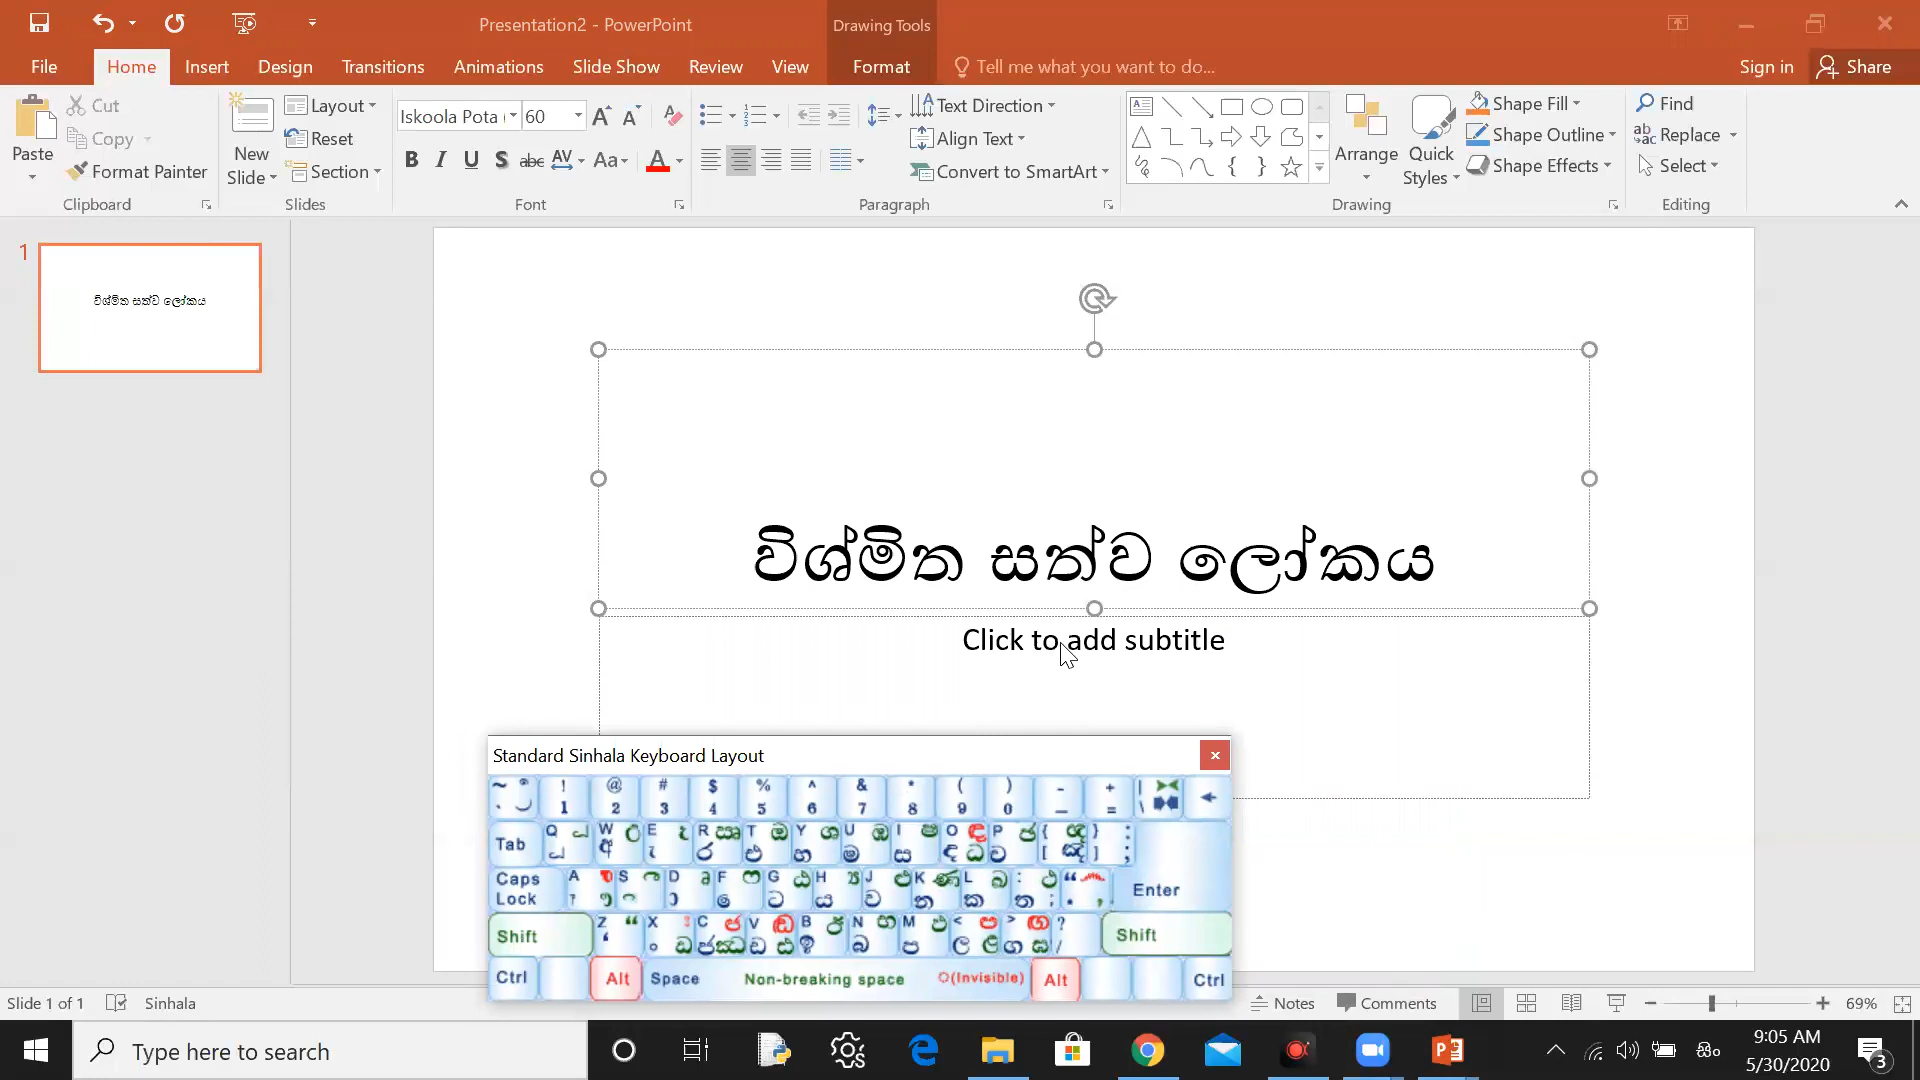 Presentation2 - PowerPoint
Drawing Tools
File
Home
Insert
Design
Transitions
Animations
Slide Show
Review
View
Format
Tell me what you want to do...
Sign in
Share
Paste
Cut
Copy
Format Painter
Clipboard
New Slide
Layout
Reset
Section
Slides
Iskoola Pota
60
Font
Text Direction
Align Text
Convert to SmartArt
Paragraph
Arrange
Quick Styles
Shape Fill
Shape Outline
Shape Effects
Drawing
Find
Replace
Select
Editing
1
විශ්මිත සත්ව ලෝකය
විශ්මිත සත්ව ලෝකය
Click to add subtitle
Standard Sinhala Keyboard Layout
Tab
Caps Lock
Enter
Shift
Shift
Ctrl
Alt
Space
Non-breaking space
(Invisible)
Alt
Ctrl
Slide 1 of 1
Sinhala
Notes
Comments
69%
Type here to search
9:05 AM
5/30/2020
3